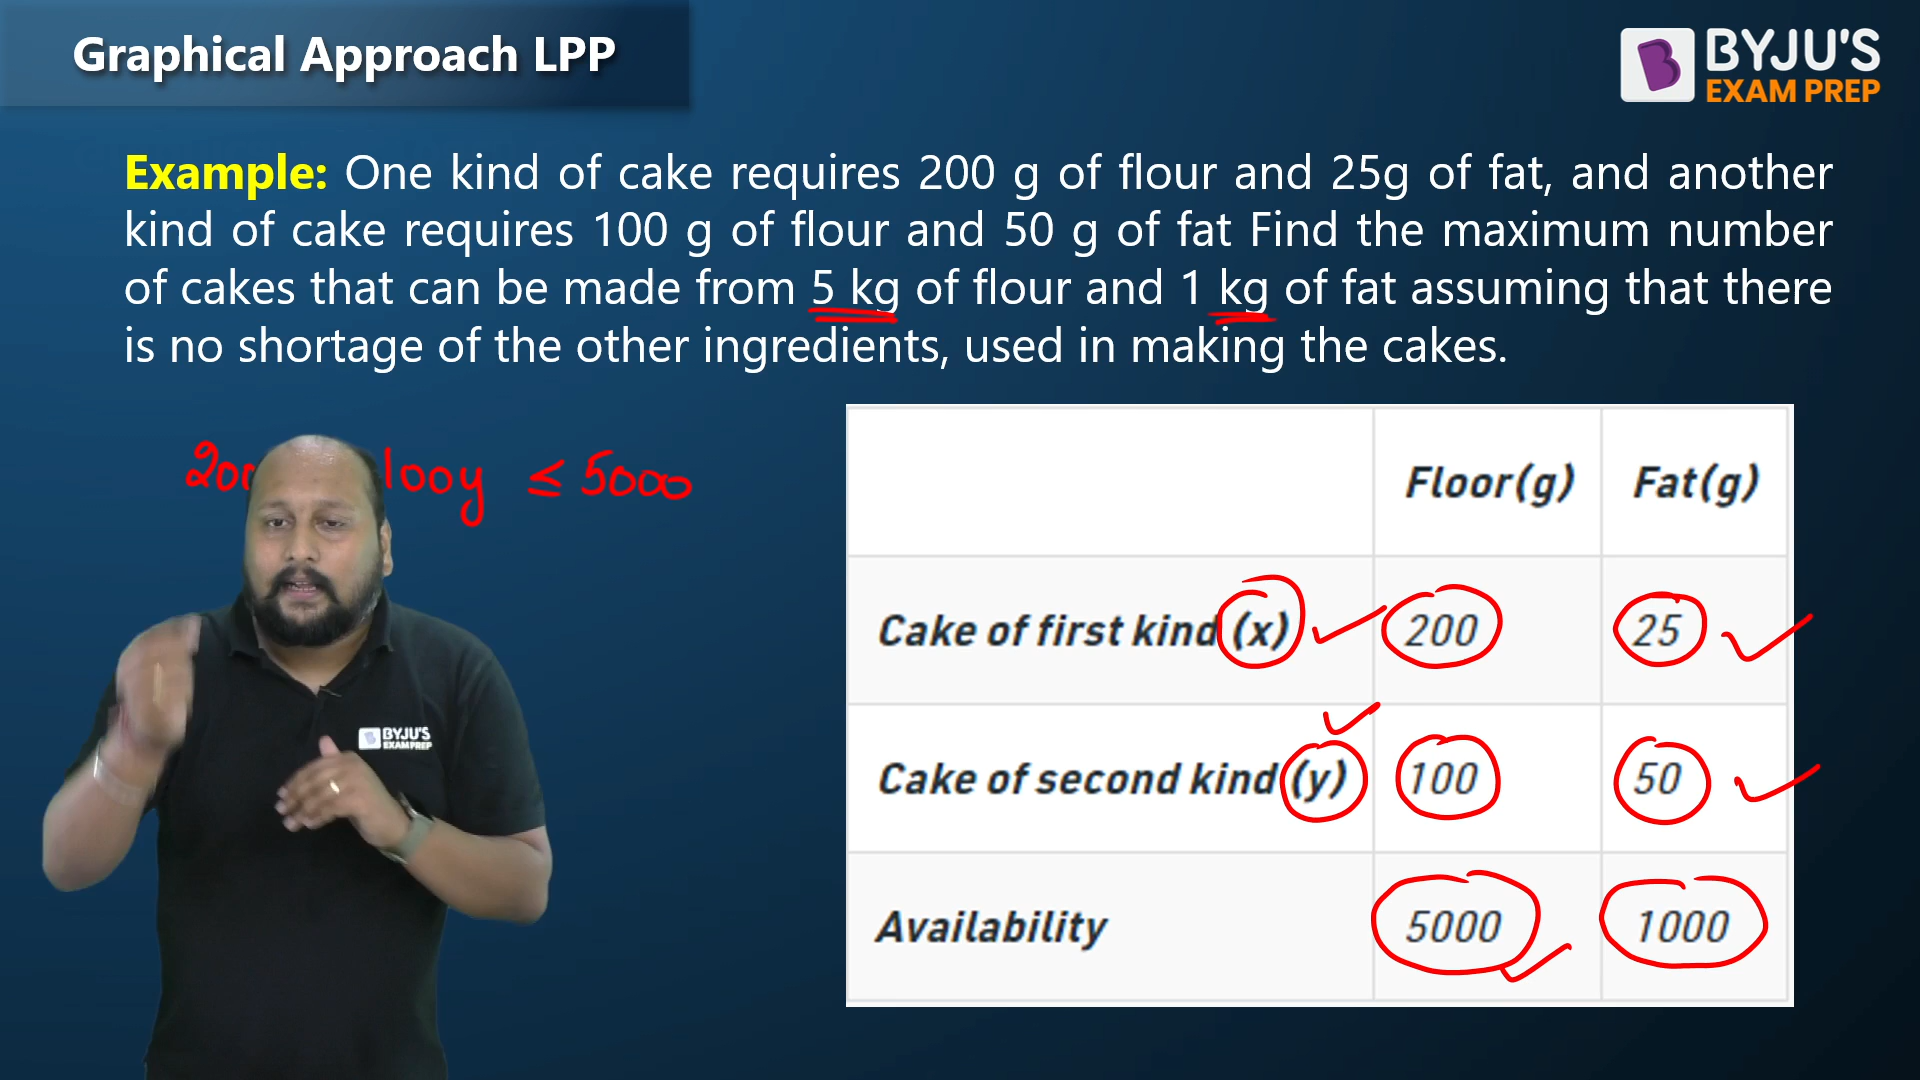 Graphical Approach LPP
BYJU'S
EXAM PREP
Example: One kind of cake requires 200 g of flour and 25g of fat, and another
kind of cake requires 100 g of flour and 50 g of fat Find the maximum number
of cakes that can be made from 5 kg of flour and 1 kg of fat assuming that there
is no shortage of the other ingredients, used in making the cakes.
100y ≤ 5000
Floor(g) Fat(g)
Cake of first kind (x) 200 25
Cake of second kind (y) 100 50
Availability 5000 1000
BYJU'S
EXAM PREP